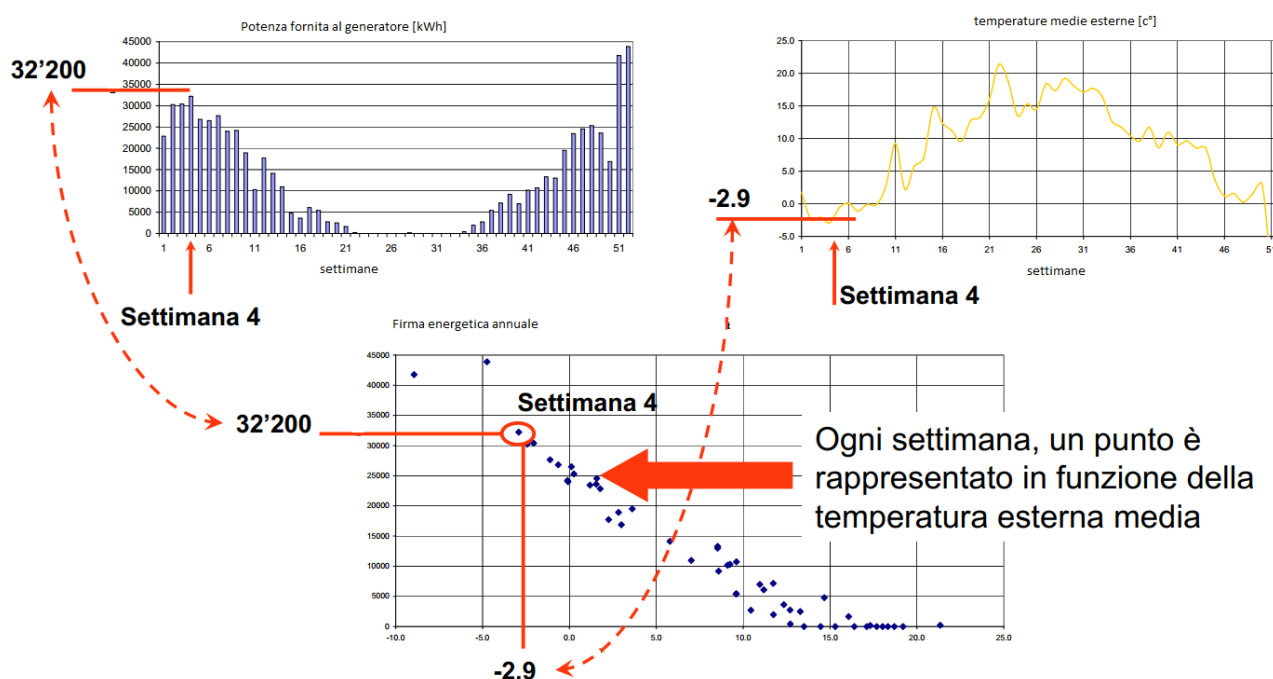 Potenza fornita al generatore [kWh]
45000
40000
35000
30000
25000
20000
15000
10000
5000
0
1 6 11 16 21 26 31 36 41 46 51
settimane
32’200
Settimana 4
temperature medie esterne [c°]
25.0
20.0
15.0
10.0
5.0
0.0
-5.0
1 6 11 16 21 26 31 36 41 46 51
settimane
-2.9
Settimana 4
Firma energetica annuale
45000
40000
35000
30000
25000
20000
15000
10000
5000
0
-10.0 -5.0 0.0 5.0 10.0 15.0 20.0 25.0
Settimana 4
32’200
-2.9
Ogni settimana, un punto è
rappresentato in funzione della
temperatura esterna media